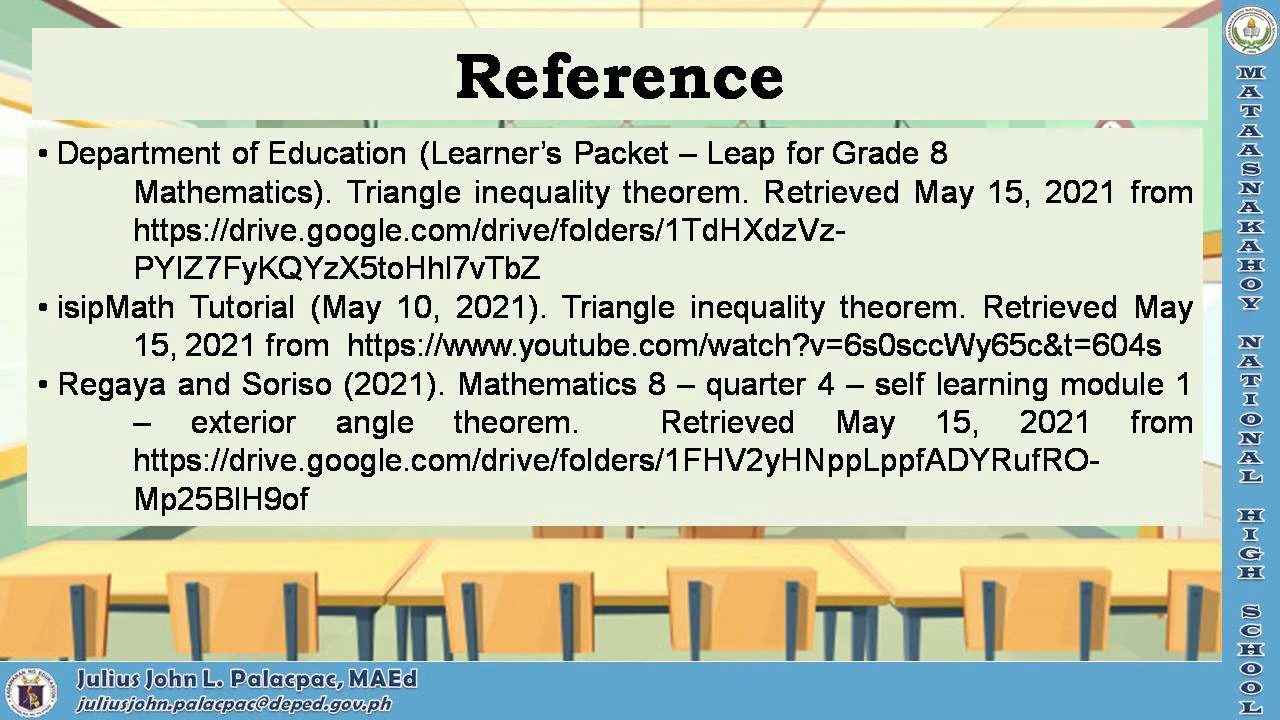 Reference
• Department of Education (Learner's Packet – Leap for Grade 8
Mathematics). Triangle inequality theorem. Retrieved May 15, 2021 from
https://drive.google.com/drive/folders/1TdHXdzVz-
PYIZ7FyKQYzX5toHhI7vTbZ
• isipMath Tutorial (May 10, 2021). Triangle inequality theorem. Retrieved May
15, 2021 from https://www.youtube.com/watch?v=6s0sccWy65c&t=604s
• Regaya and Soriso (2021). Mathematics 8 – quarter 4 – self learning module 1
– exterior angle theorem. Retrieved May 15, 2021 from
https://drive.google.com/drive/folders/1FHV2yHNppLppfADYRufRO-
Mp25BlH9of
MATASNAKAHOY NATIONAL HIGH SCHOOL
Julius John L. Palacpac, MAEd
juliusjohn.palacpac@deped.gov.ph